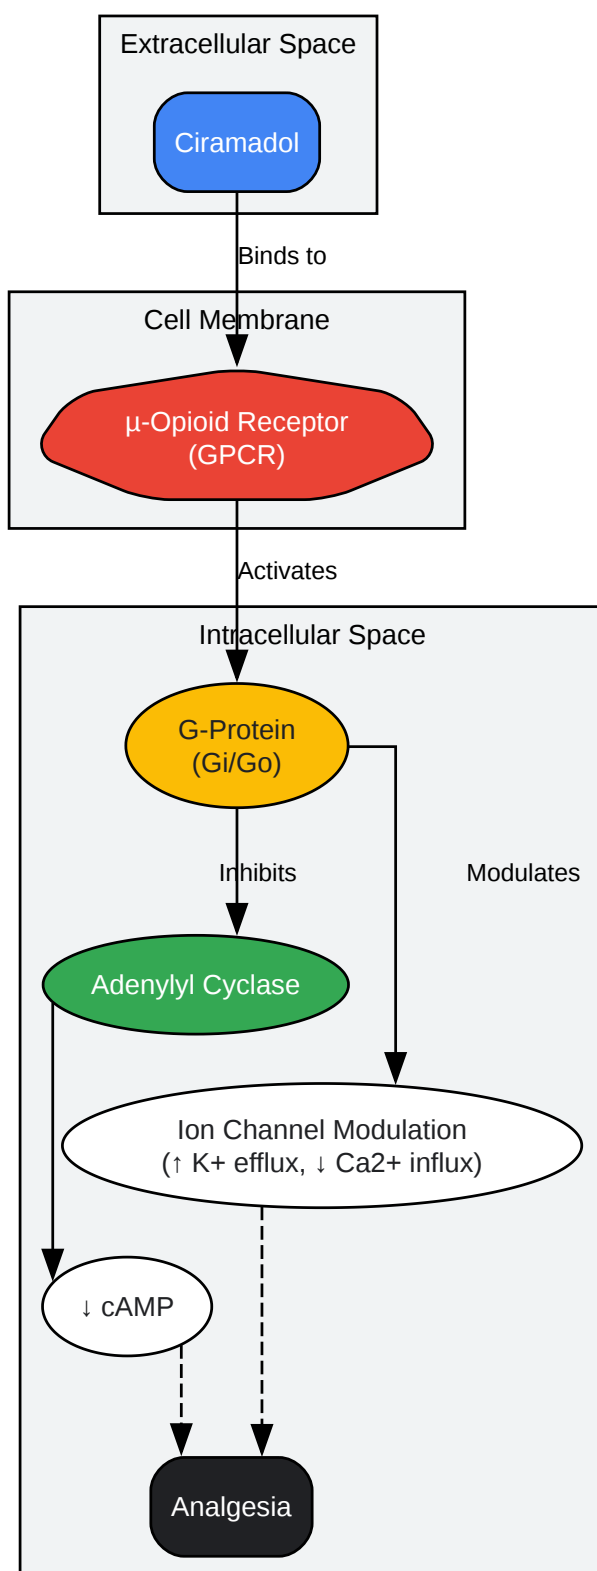 Extracellular Space
Ciramadol
Binds to
Cell Membrane
µ-Opioid Receptor
(GPCR)
Activates
Intracellular Space
G-Protein
(Gi/Go)
Inhibits
Modulates
Adenylyl Cyclase
Ion Channel Modulation
(↑ K+ efflux, ↓ Ca2+ influx)
↓ cAMP
Analgesia